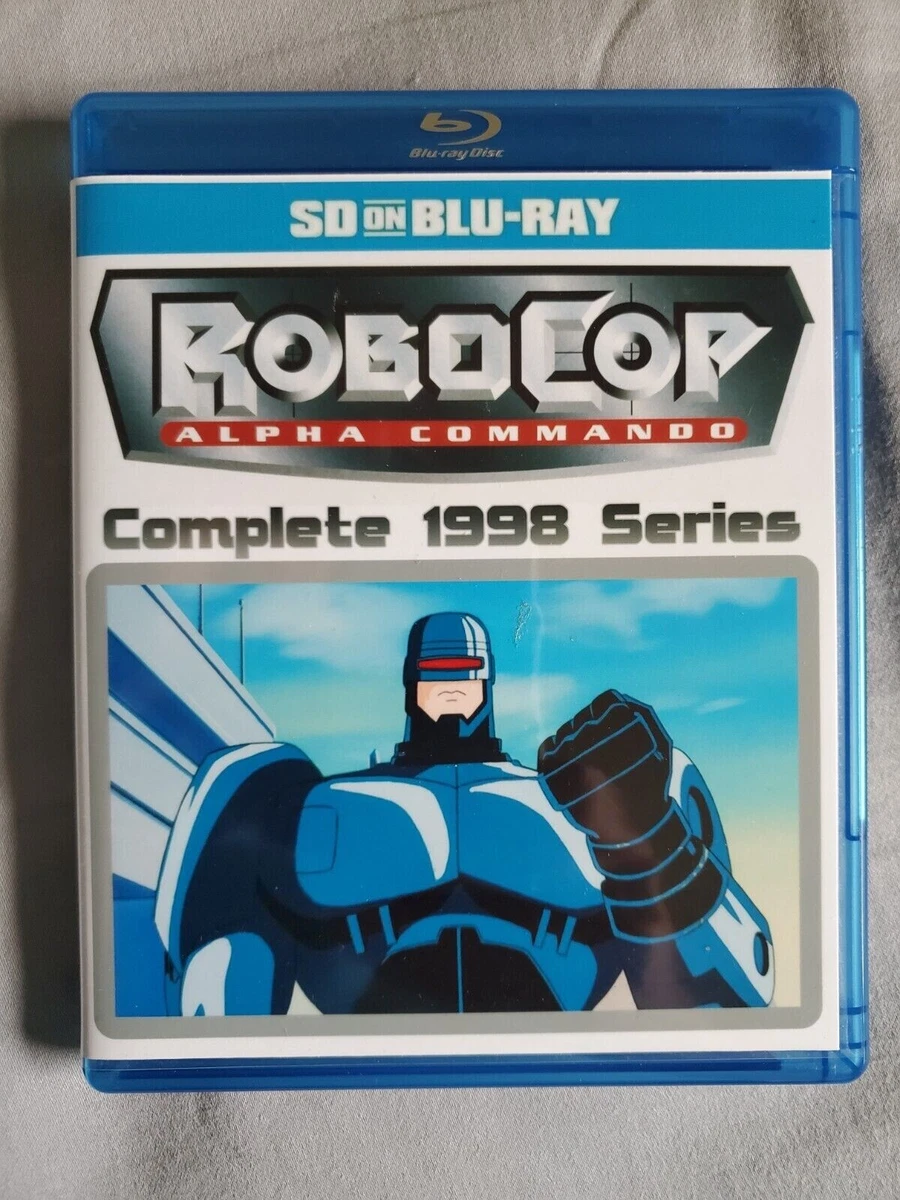 Blu-ray Disc
SD ON BLU-RAY
ROBOCOP
ALPHA COMMANDO
Complete 1998 Series